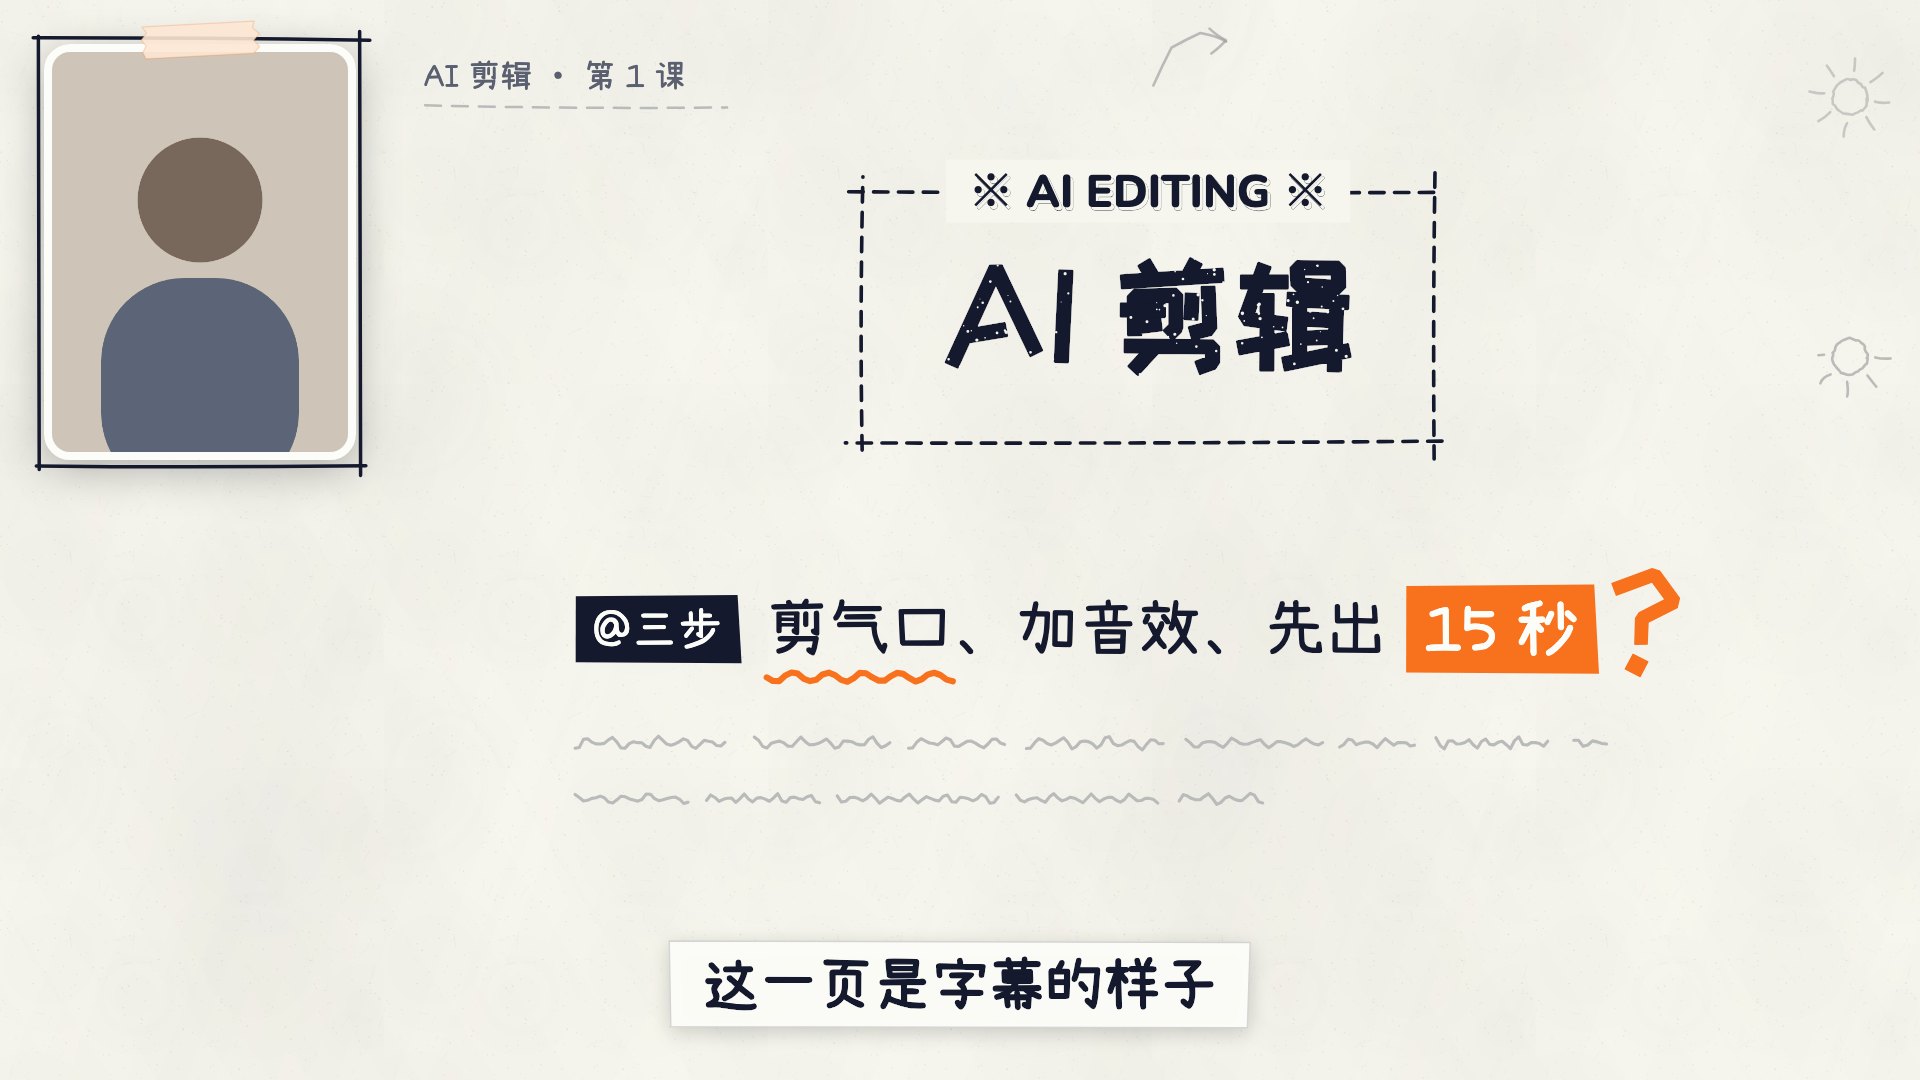 AI 剪辑 · 第 1 课
※ AI EDITING ※
AI 剪辑
@三步 剪气口、加音效、先出 15 秒?
这一页是字幕的样子